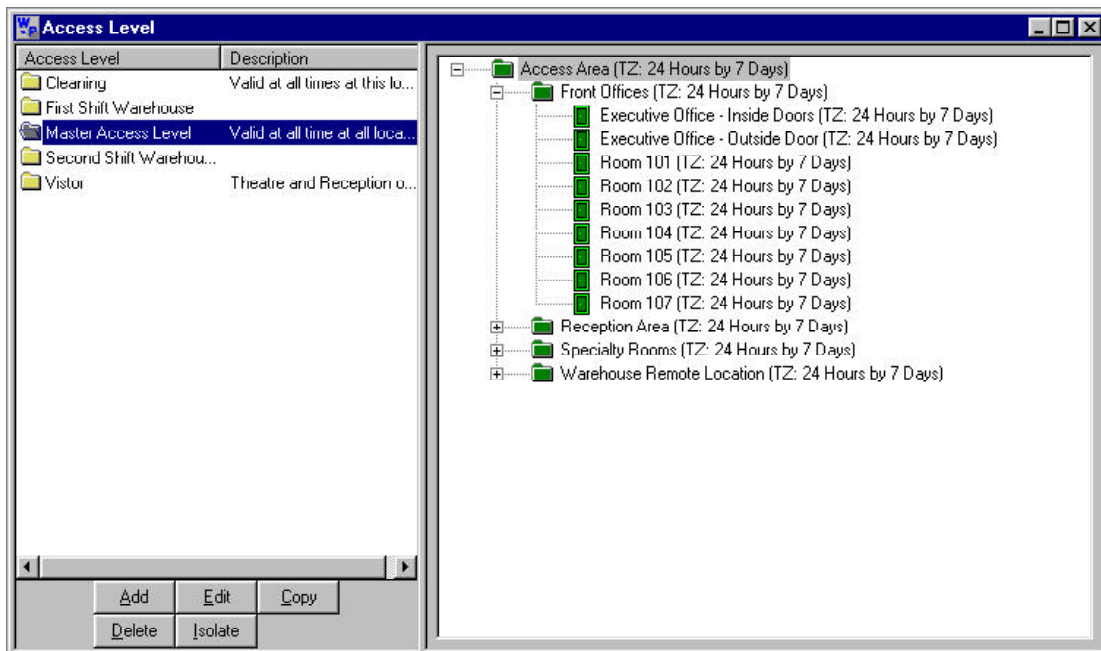 WP Access Level
Access Level Description
Cleaning Valid at all times at this lo...
First Shift Warehouse
Master Access Level Valid at all time at all loca...
Second Shift Warehou...
Vistor Theatre and Reception o...
Add Edit Copy
Delete Isolate
Access Area (TZ: 24 Hours by 7 Days)
Front Offices (TZ: 24 Hours by 7 Days)
Executive Office - Inside Doors (TZ: 24 Hours by 7 Days)
Executive Office - Outside Door (TZ: 24 Hours by 7 Days)
Room 101 (TZ: 24 Hours by 7 Days)
Room 102 (TZ: 24 Hours by 7 Days)
Room 103 (TZ: 24 Hours by 7 Days)
Room 104 (TZ: 24 Hours by 7 Days)
Room 105 (TZ: 24 Hours by 7 Days)
Room 106 (TZ: 24 Hours by 7 Days)
Room 107 (TZ: 24 Hours by 7 Days)
Reception Area (TZ: 24 Hours by 7 Days)
Specialty Rooms (TZ: 24 Hours by 7 Days)
Warehouse Remote Location (TZ: 24 Hours by 7 Days)